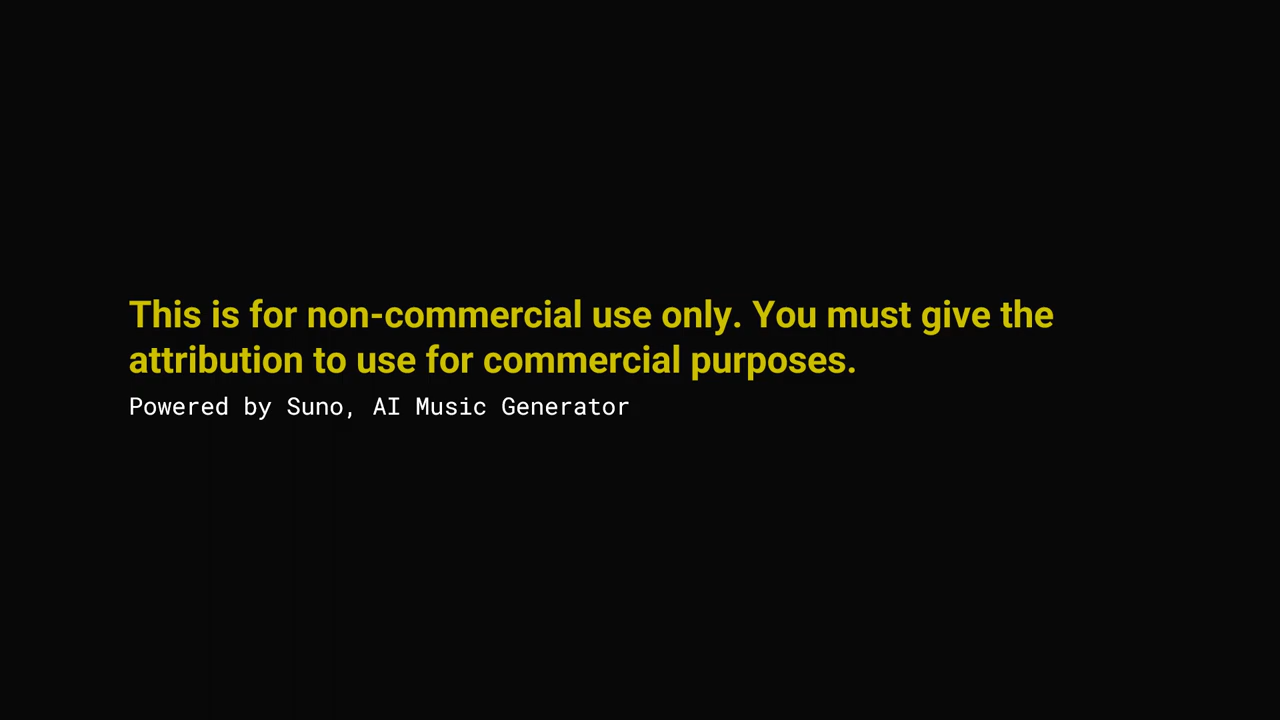 This is for non-commercial use only. You must give the
attribution to use for commercial purposes.
Powered by Suno, AI Music Generator